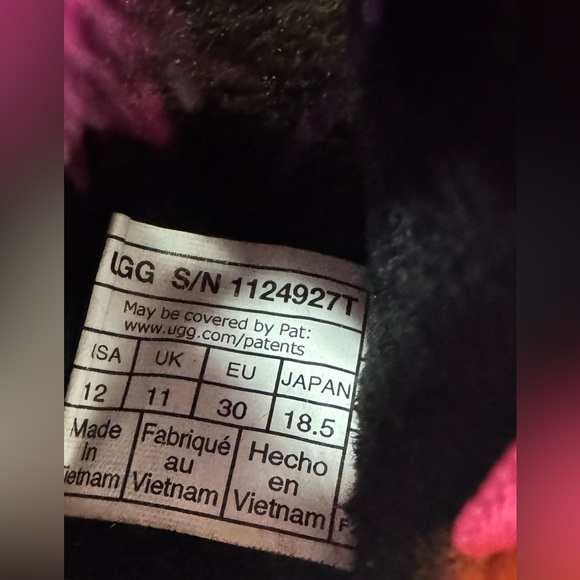 UGG S/N 1124927T
May be covered by Pat:
www.ugg.com/patents
USA UK EU JAPAN
12 11 30 18.5
Made Fabriqué Hecho
in au en
Vietnam Vietnam Vietnam F